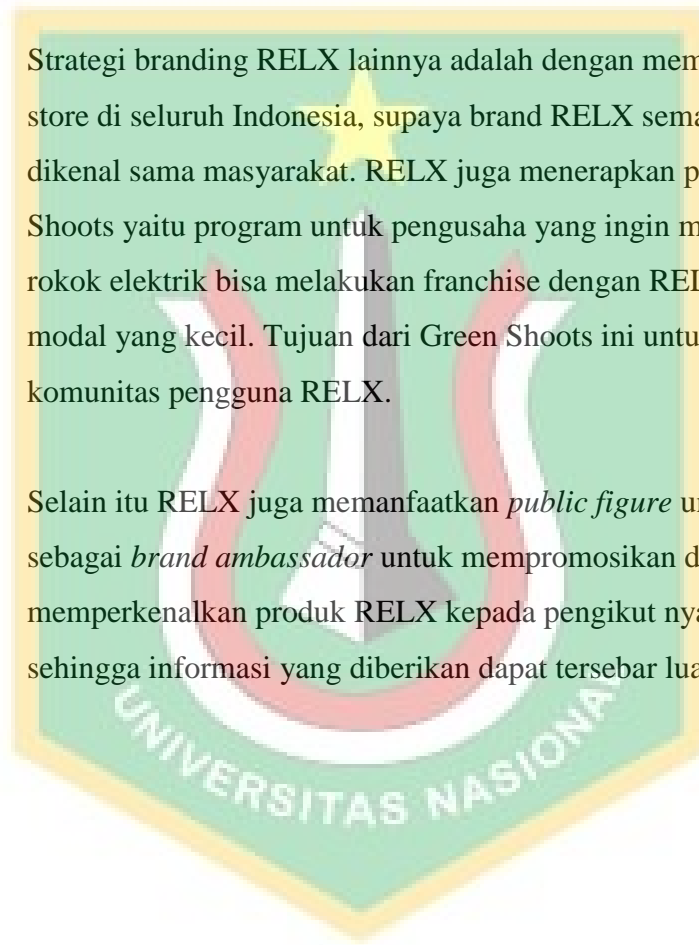 Strategi branding RELX lainnya adalah dengan mem
store di seluruh Indonesia, supaya brand RELX sema
dikenal sama masyarakat. RELX juga menerapkan p
Shoots yaitu program untuk pengusaha yang ingin m
rokok elektrik bisa melakukan franchise dengan REL
modal yang kecil. Tujuan dari Green Shoots ini untu
komunitas pengguna RELX.
Selain itu RELX juga memanfaatkan public figure u
sebagai brand ambassador untuk mempromosikan d
memperkenalkan produk RELX kepada pengikut nya
sehingga informasi yang diberikan dapat tersebar lua
UNIVERSITAS NASIONAL